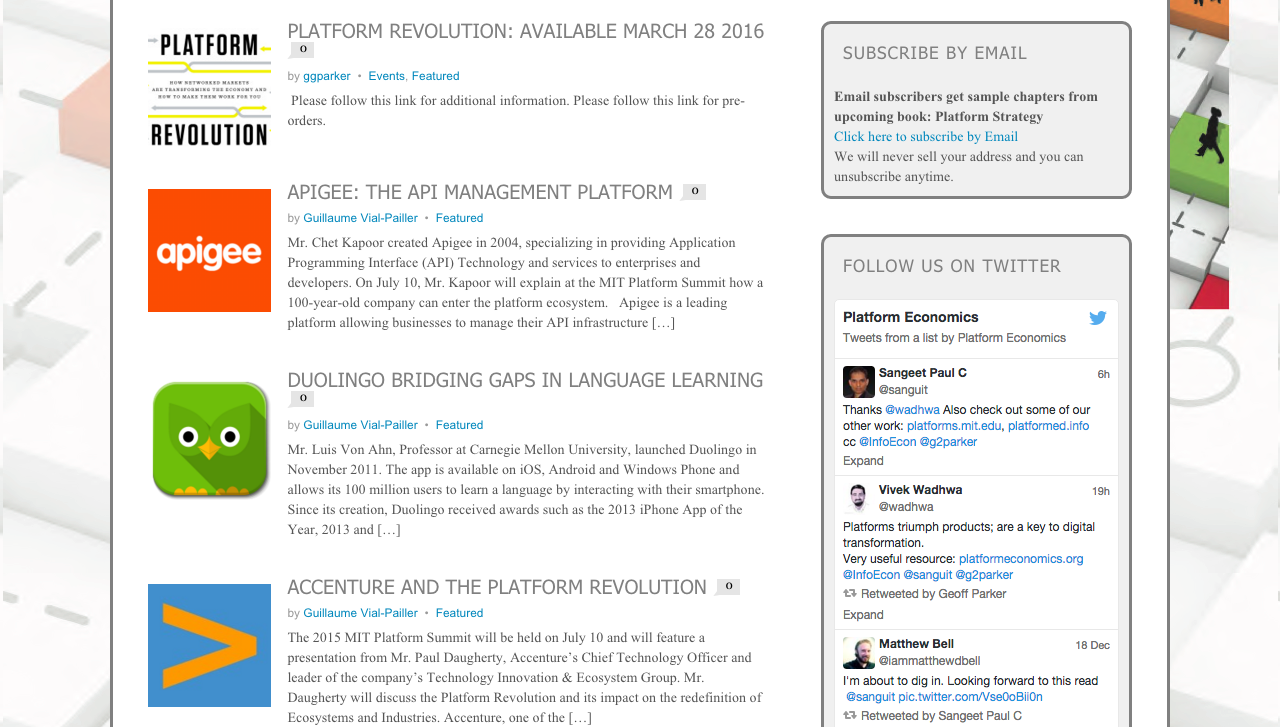 PLATFORM
HOW NETWORKED MARKETS
ARE TRANSFORMING THE ECONOMY AND
HOW TO MAKE THEM WORK FOR YOU
REVOLUTION
PLATFORM REVOLUTION: AVAILABLE MARCH 28 2016
0
by ggparker • Events, Featured
Please follow this link for additional information. Please follow this link for pre-
orders.
apigee
APIGEE: THE API MANAGEMENT PLATFORM 0
by Guillaume Vial-Pailler • Featured
Mr. Chet Kapoor created Apigee in 2004, specializing in providing Application
Programming Interface (API) Technology and services to enterprises and
developers. On July 10, Mr. Kapoor will explain at the MIT Platform Summit how a
100-year-old company can enter the platform ecosystem. Apigee is a leading
platform allowing businesses to manage their API infrastructure […]
DUOLINGO BRIDGING GAPS IN LANGUAGE LEARNING
0
by Guillaume Vial-Pailler • Featured
Mr. Luis Von Ahn, Professor at Carnegie Mellon University, launched Duolingo in
November 2011. The app is available on iOS, Android and Windows Phone and
allows its 100 million users to learn a language by interacting with their smartphone.
Since its creation, Duolingo received awards such as the 2013 iPhone App of the
Year, 2013 and […]
ACCENTURE AND THE PLATFORM REVOLUTION 0
by Guillaume Vial-Pailler • Featured
The 2015 MIT Platform Summit will be held on July 10 and will feature a
presentation from Mr. Paul Daugherty, Accenture's Chief Technology Officer and
leader of the company's Technology Innovation & Ecosystem Group. Mr.
Daugherty will discuss the Platform Revolution and its impact on the redefinition of
Ecosystems and Industries. Accenture, one of the […]
SUBSCRIBE BY EMAIL
Email subscribers get sample chapters from
upcoming book: Platform Strategy
Click here to subscribe by Email
We will never sell your address and you can
unsubscribe anytime.
FOLLOW US ON TWITTER
Platform Economics
Tweets from a list by Platform Economics
Sangeet Paul C 6h
@sanguit
Thanks @wadhwa Also check out some of our
other work: platforms.mit.edu, platformed.info
cc @InfoEcon @g2parker
Expand
Vivek Wadhwa 19h
@wadhwa
Platforms triumph products; are a key to digital
transformation.
Very useful resource: platformeconomics.org
@InfoEcon @sanguit @g2parker
Retweeted by Geoff Parker
Expand
Matthew Bell 18 Dec
@iammatthewdbell
I'm about to dig in. Looking forward to this read
@sanguit pic.twitter.com/Vse0oBii0n
Retweeted by Sangeet Paul C